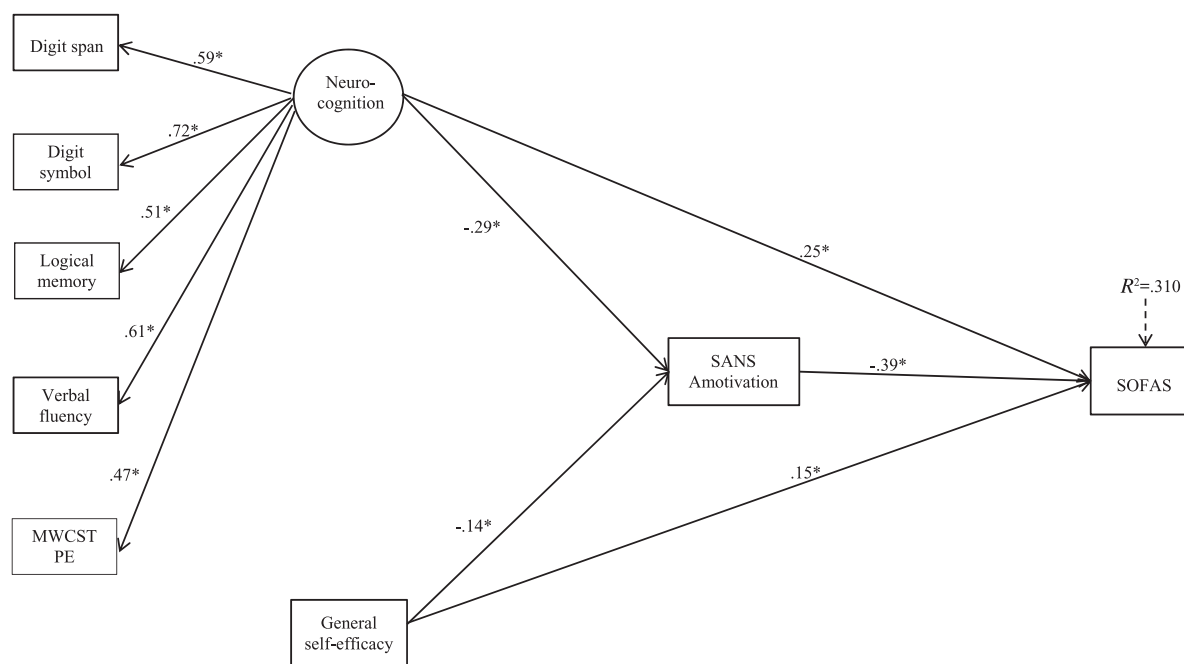 Digit span
.59*
Neuro-
cognition
.72*
Digit
symbol
.51*
-.29*
Logical
memory
.25*
R²=.310
.61*
SANS
Amotivation
-.39*
SOFAS
Verbal
fluency
.47*
.15*
-.14*
MWCST
PE
General
self-efficacy